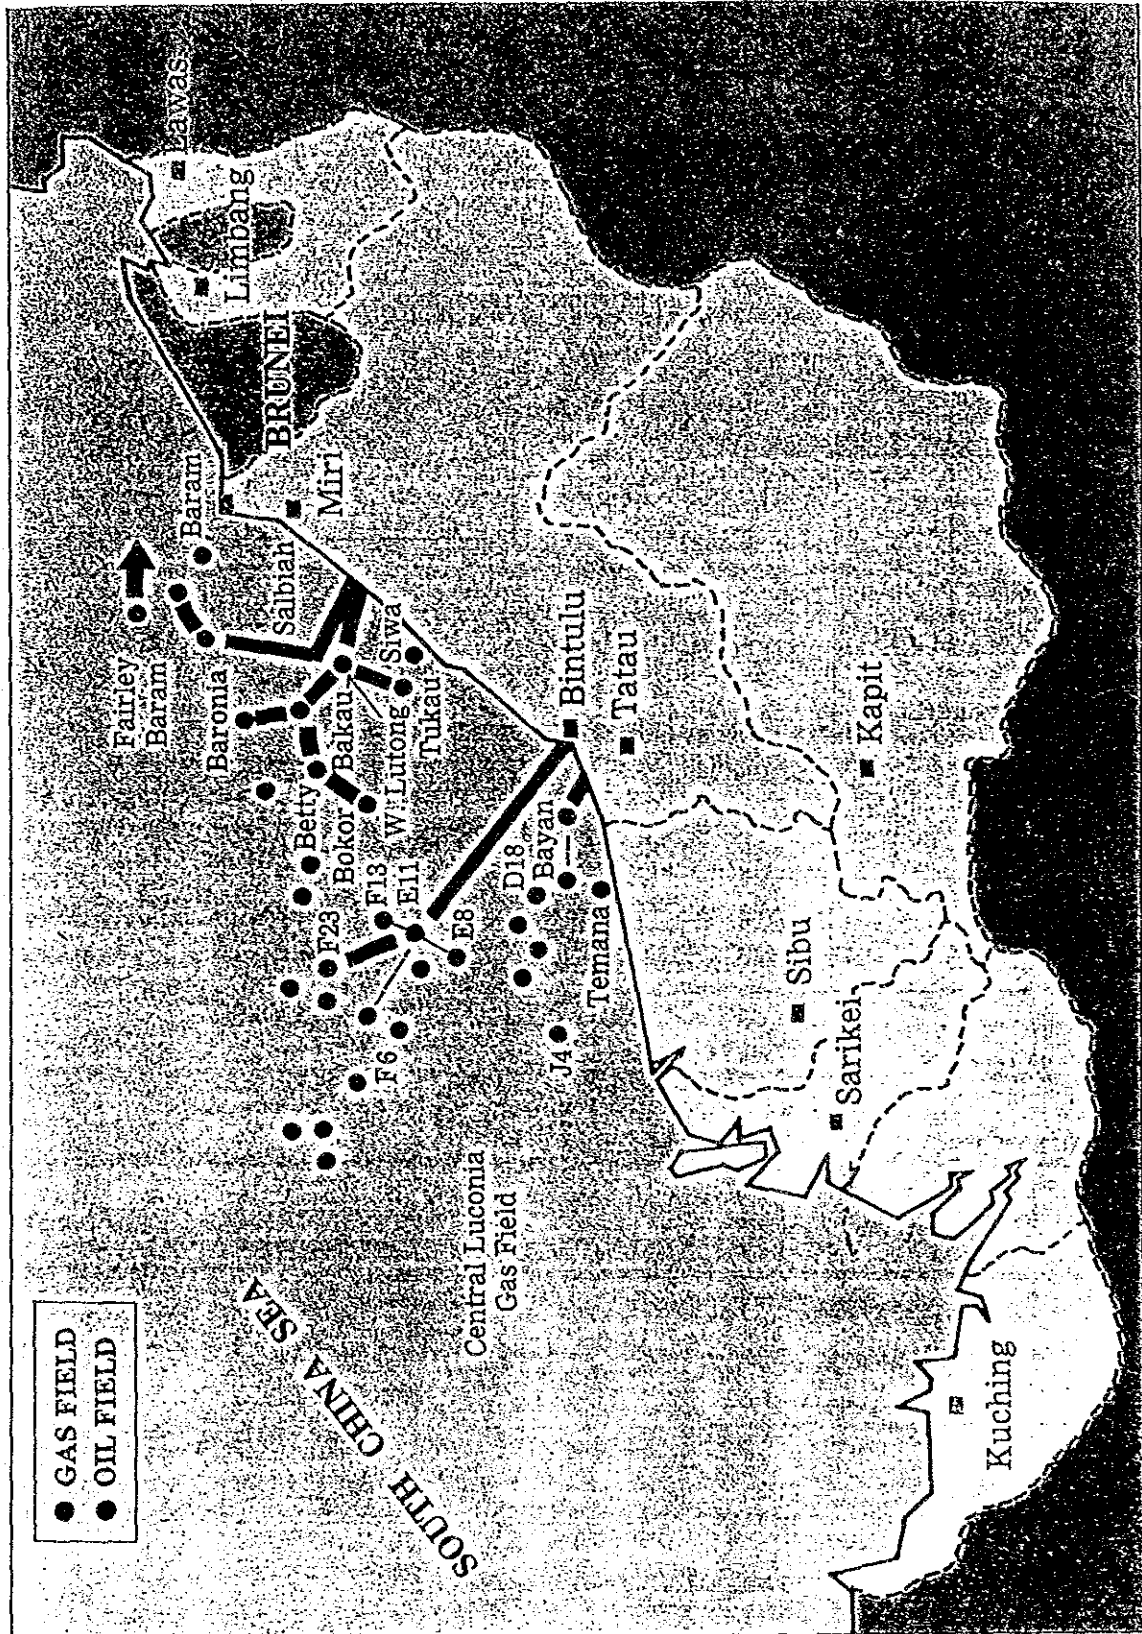 GAS FIELD
OIL FIELD
SOUTH CHINA SEA
Central Luconia
Gas Field
Fairley
Baram
Baram
Salbiah
Baronia
Betty
Bokor
Bakau
W. Lutong
Tukau
Siwa
F23
F13
E11
E8
F6
D18
Bayan
Temana
J4
Lawas
Limbang
BRUNEI
Miri
Bintulu
Tatau
Kapit
Sibu
Sarikei
Kuching